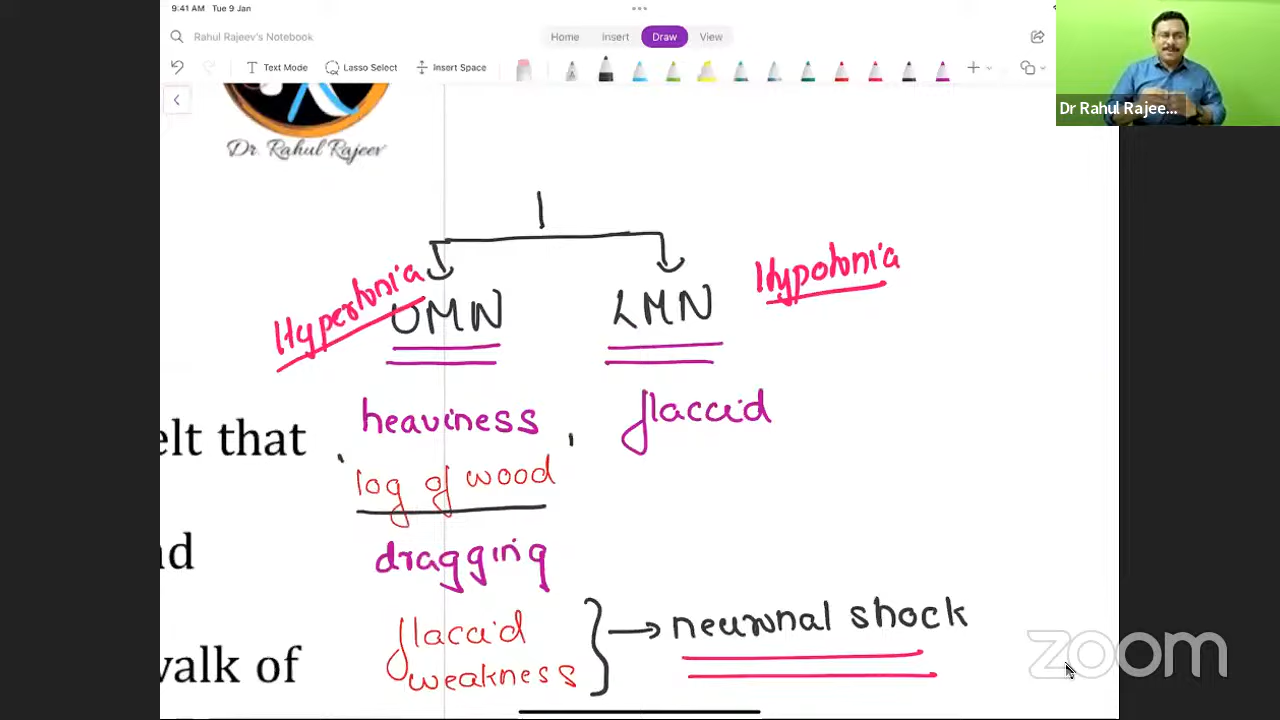 9:41 AM Tue 9 Jan
Rahul Rajeev's Notebook
Home Insert Draw View
Text Mode Lasso Select Insert Space
Dr Rahul Rajee...
Dr. Rahul Rajeev
Hypertonia
Hypotonia
UMN LMN
heaviness flaccid
elt that
'log of wood'
nd
dragging
flaccid
weakness
neuronal shock
walk of
zoom